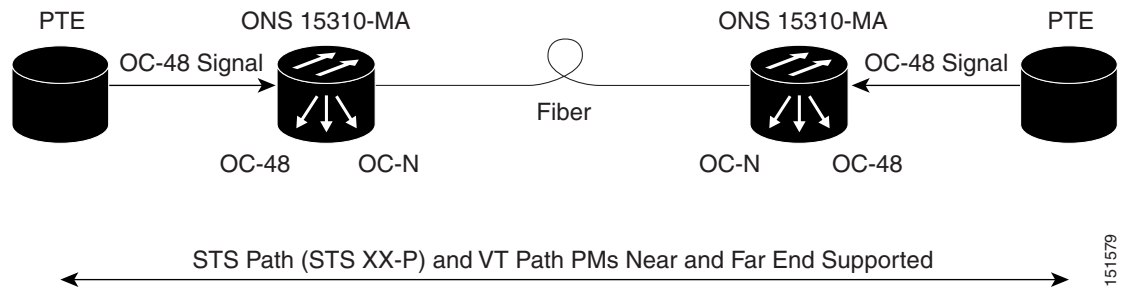 PTE
ONS 15310-MA
ONS 15310-MA
PTE
OC-48 Signal
OC-48 Signal
Fiber
OC-48
OC-N
OC-N
OC-48
STS Path (STS XX-P) and VT Path PMs Near and Far End Supported
151579